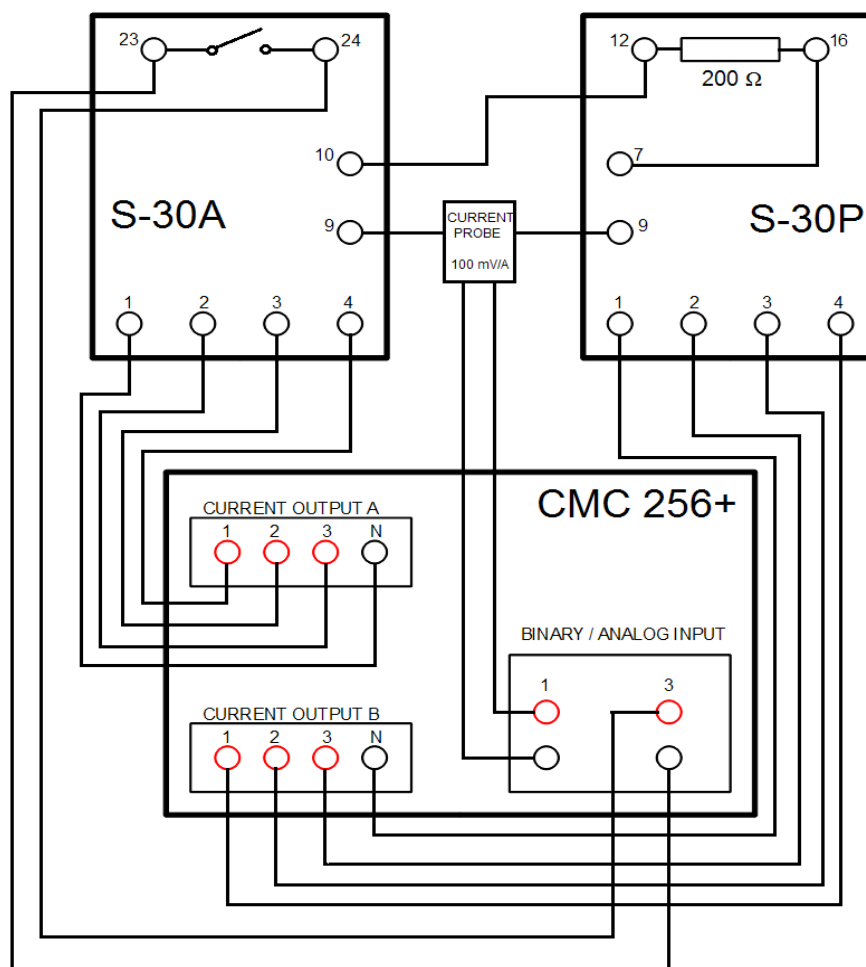 23 24
12 16
200 Ω
10
7
S-30A
S-30P
9
CURRENT
PROBE
100 mV/A
9
1 2 3 4
1 2 3 4
CMC 256+
CURRENT OUTPUT A
1 2 3 N
BINARY / ANALOG INPUT
1 3
CURRENT OUTPUT B
1 2 3 N